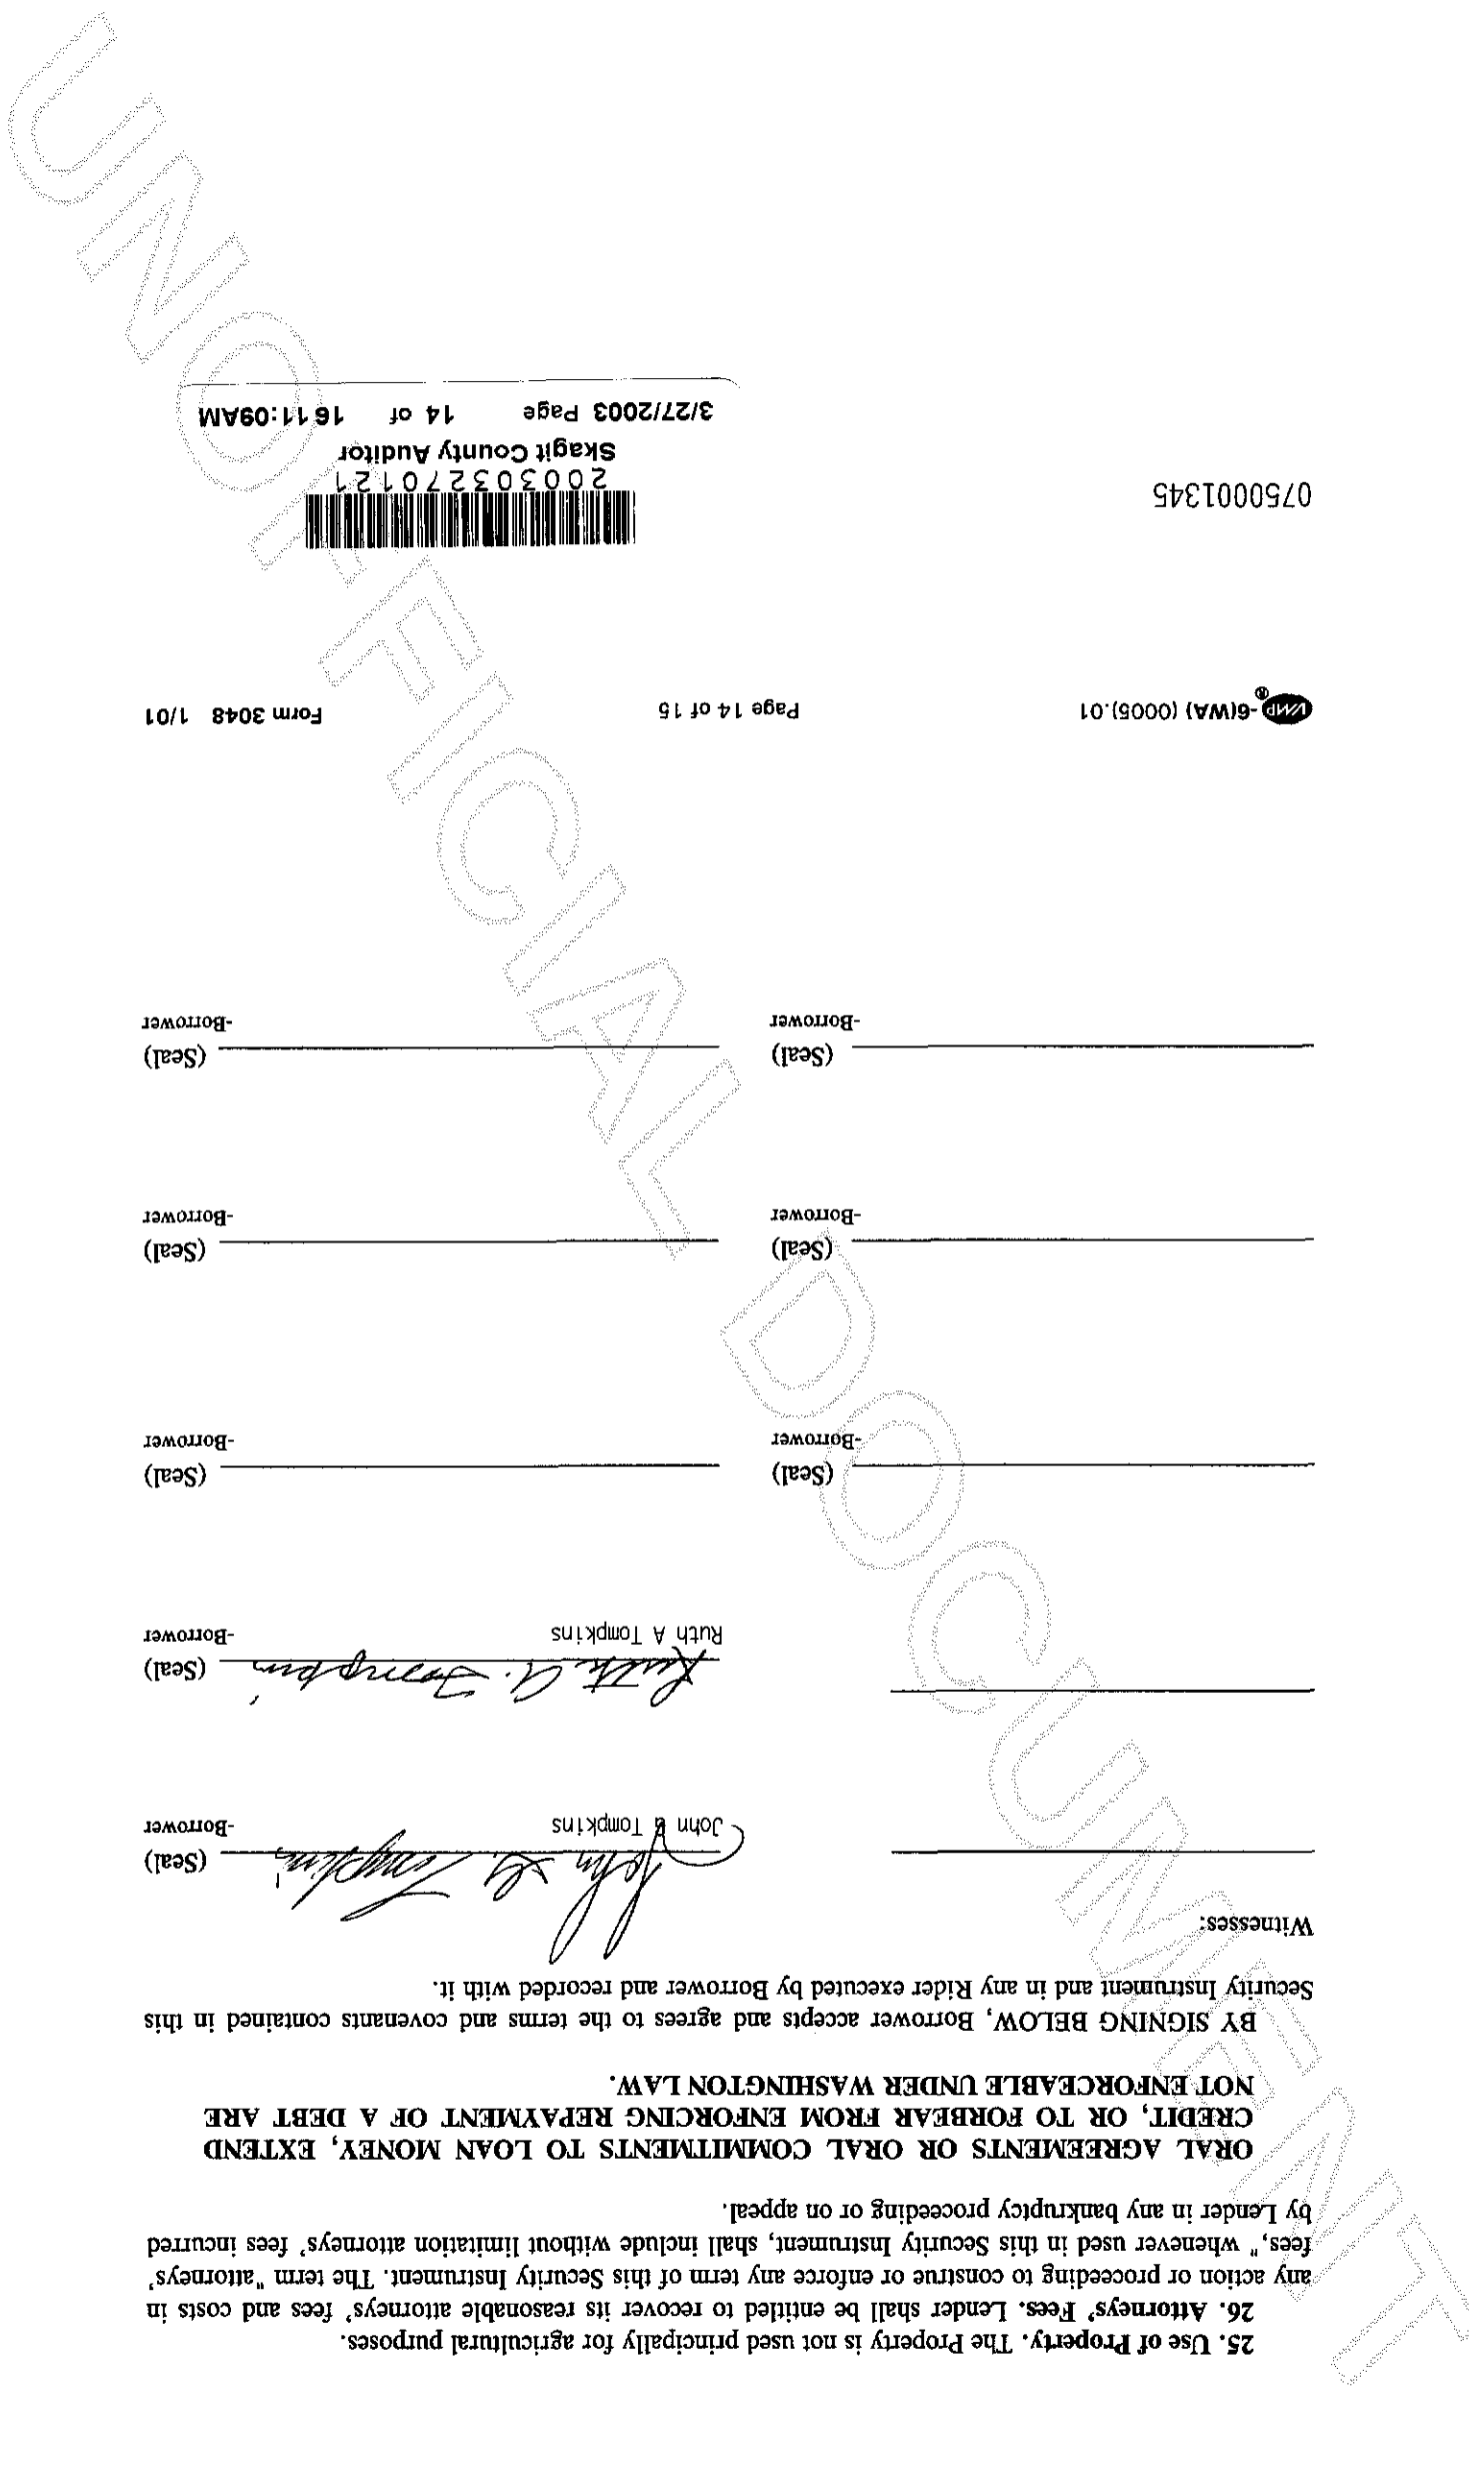 25. Use of Property. The Property is not used principally for agricultural purposes.
26. Attorneys' Fees. Lender shall be entitled to recover its reasonable attorneys' fees and costs in
any action or proceeding to construe or enforce any term of this Security Instrument. The term "attorneys'
fees," whenever used in this Security Instrument, shall include without limitation attorneys' fees incurred
by Lender in any bankruptcy proceeding or on appeal.
ORAL AGREEMENTS OR ORAL COMMITMENTS TO LOAN MONEY, EXTEND
CREDIT, OR TO FORBEAR FROM ENFORCING REPAYMENT OF A DEBT ARE
NOT ENFORCEABLE UNDER WASHINGTON LAW.
BY SIGNING BELOW, Borrower accepts and agrees to the terms and covenants contained in this
Security Instrument and in any Rider executed by Borrower and recorded with it.
Witnesses:
John G. Tompkins (Seal)
John G Tompkins -Borrower
Ruth A. Tompkins (Seal)
Ruth A Tompkins -Borrower
(Seal) (Seal)
-Borrower -Borrower
(Seal) (Seal)
-Borrower -Borrower
(Seal) (Seal)
-Borrower -Borrower
VMP®-6(WA) (0005).01 Page 14 of 15 Form 3048 1/01
0750001345
200303270121
Skagit County Auditor
3/27/2003 Page 14 of 16 11:09AM
UNOFFICIAL DOCUMENT